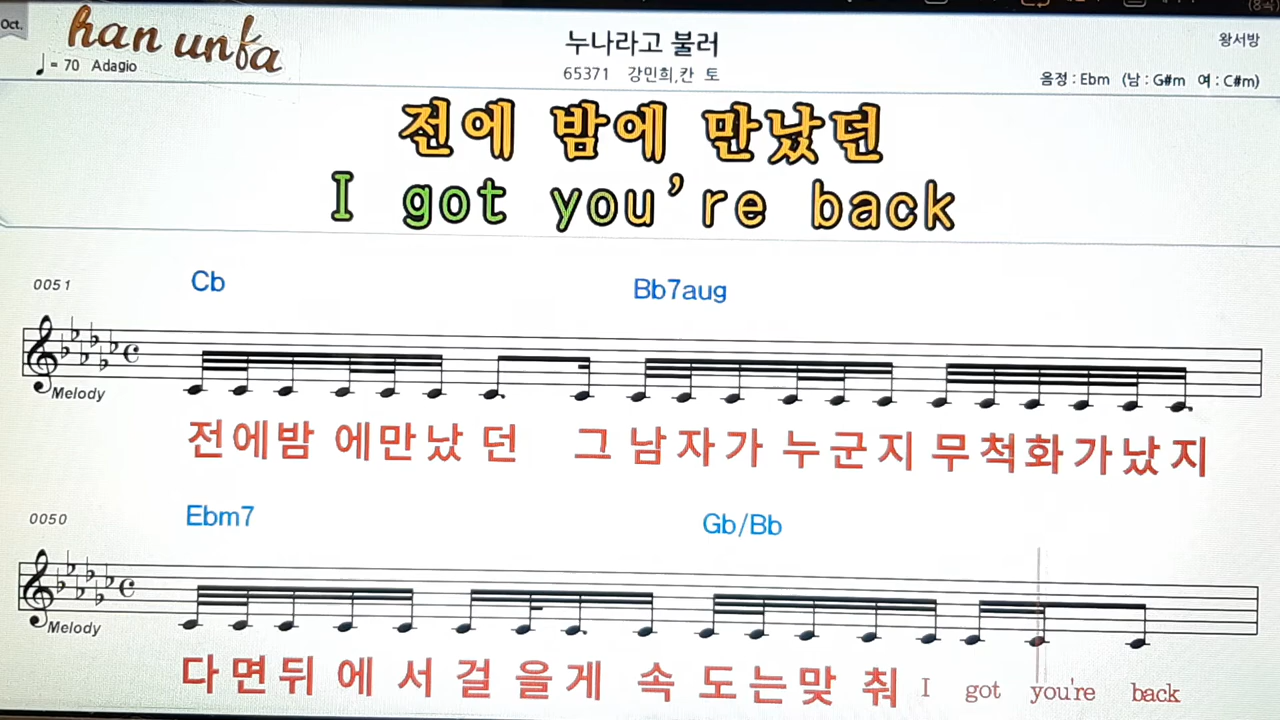 Oct.
han unfa
♩= 70 Adagio
누나라고 불러
65371 강민희,칸 토
왕서방
음정 : Ebm (남 : G#m 여 : C#m)
전에 밤에 만났던
I got you're back
0051
Cb Bb7aug
Melody
전에밤 에만났 던 그 남자가 누군지 무척화가났지
0050
Ebm7 Gb/Bb
Melody
다면뒤 에 서 걸 을게 속 도는맞 춰 I got you're back